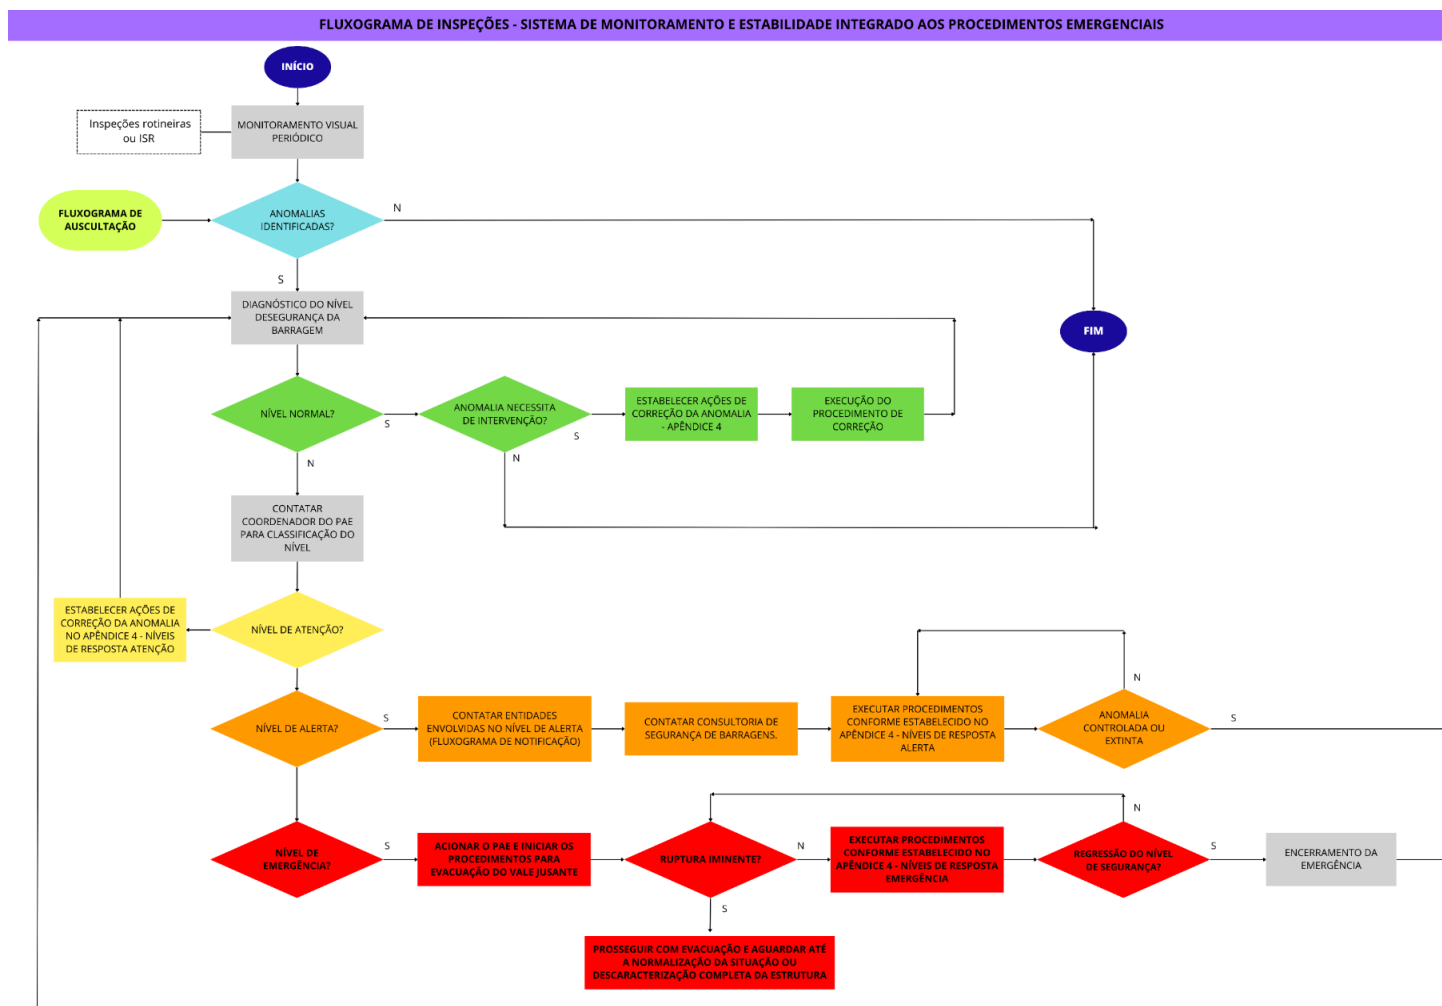 FLUXOGRAMA DE INSPEÇÕES - SISTEMA DE MONITORAMENTO E ESTABILIDADE INTEGRADO AOS PROCEDIMENTOS EMERGENCIAIS
INÍCIO
Inspeções rotineiras
ou ISR
MONITORAMENTO VISUAL
PERIÓDICO
FLUXOGRAMA DE
AUSCULTAÇÃO
ANOMALIAS
IDENTIFICADAS?
N
S
DIAGNÓSTICO DO NÍVEL
DESEGURANÇA DA
BARRAGEM
FIM
NÍVEL NORMAL?
S
ANOMALIA NECESSITA
DE INTERVENÇÃO?
S
ESTABELECER AÇÕES DE
CORREÇÃO DA ANOMALIA
- APÊNDICE 4
EXECUÇÃO DO
PROCEDIMENTO DE
CORREÇÃO
N
N
CONTATAR
COORDENADOR DO PAE
PARA CLASSIFICAÇÃO DO
NÍVEL
ESTABELECER AÇÕES DE
CORREÇÃO DA ANOMALIA
NO APÊNDICE 4 - NÍVEIS
DE RESPOSTA ATENÇÃO
NÍVEL DE ATENÇÃO?
NÍVEL DE ALERTA?
S
CONTATAR ENTIDADES
ENVOLVIDAS NO NÍVEL DE ALERTA
(FLUXOGRAMA DE NOTIFICAÇÃO)
CONTATAR CONSULTORIA DE
SEGURANÇA DE BARRAGENS.
EXECUTAR PROCEDIMENTOS
CONFORME ESTABELECIDO NO
APÊNDICE 4 - NÍVEIS DE RESPOSTA
ALERTA
N
ANOMALIA
CONTROLADA OU
EXTINTA
S
NÍVEL DE
EMERGÊNCIA?
S
ACIONAR O PAE E INICIAR OS
PROCEDIMENTOS PARA
EVACUAÇÃO DO VALE JUSANTE
RUPTURA IMINENTE?
N
EXECUTAR PROCEDIMENTOS
CONFORME ESTABELECIDO NO
APÊNDICE 4 - NÍVEIS DE RESPOSTA
EMERGÊNCIA
N
REGRESSÃO DO NÍVEL
DE SEGURANÇA?
S
ENCERRAMENTO DA
EMERGÊNCIA
S
PROSSEGUIR COM EVACUAÇÃO E AGUARDAR ATÉ
A NORMALIZAÇÃO DA SITUAÇÃO OU
DESCARACTERIZAÇÃO COMPLETA DA ESTRUTURA